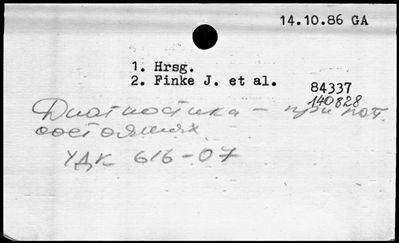 14.10.86 GA
1. Hrsg.
2. Finke J. et al.
84337
140828
Диагностика - при пат.
состояниях
УДК 616-07